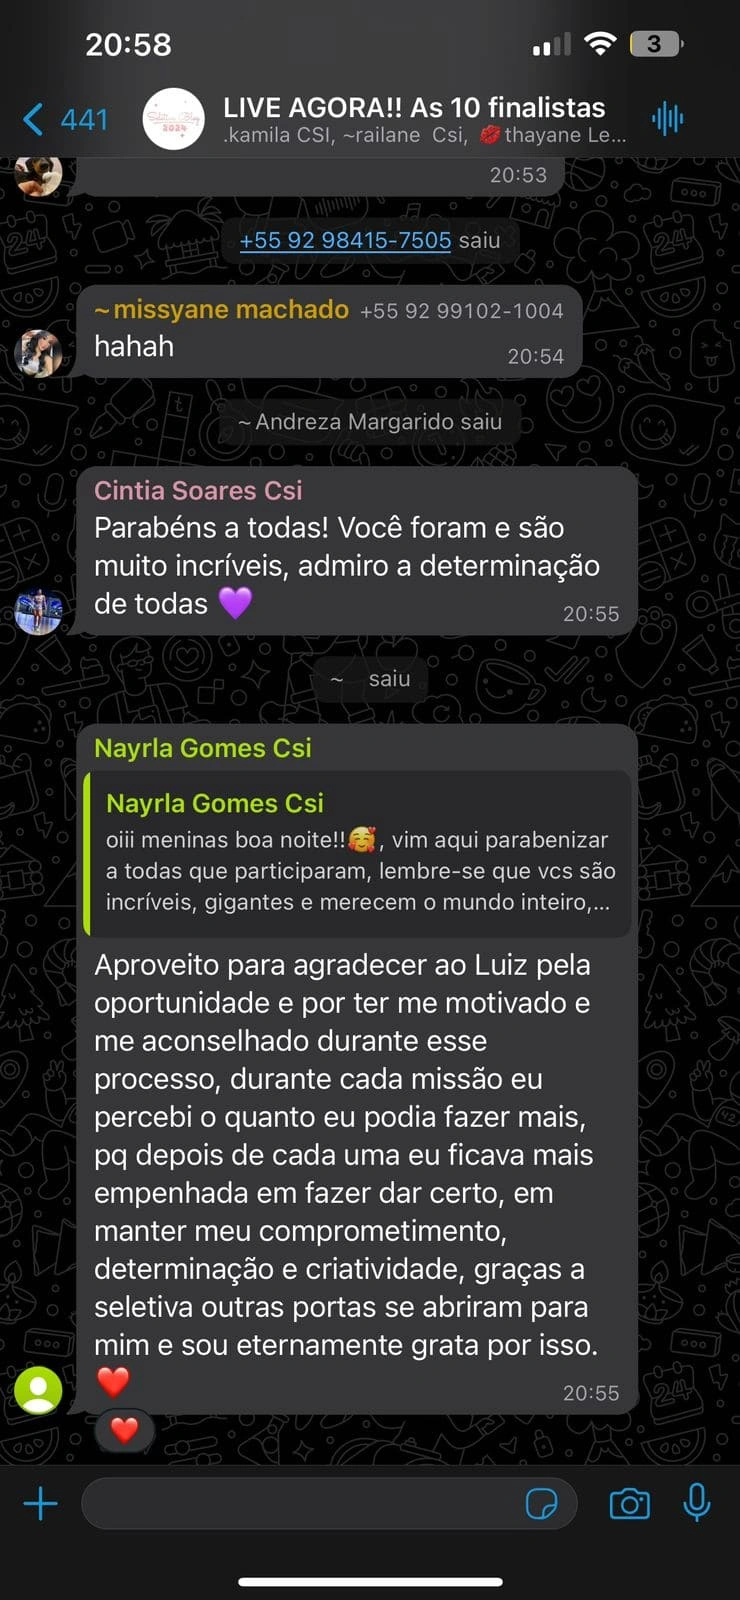 20:58
3
441
Seletiva Blog
2024
LIVE AGORA!! As 10 finalistas
.kamila CSI, ~railane Csi, 💋thayane Le...
20:53
+55 92 98415-7505 saiu
~missyane machado +55 92 99102-1004
hahah
20:54
~Andreza Margarido saiu
Cintia Soares Csi
Parabéns a todas! Você foram e são
muito incríveis, admiro a determinação
de todas 💜
20:55
~ saiu
Nayrla Gomes Csi
Nayrla Gomes Csi
oiii meninas boa noite!!🥰, vim aqui parabenizar
a todas que participaram, lembre-se que vcs são
incríveis, gigantes e merecem o mundo inteiro,...
Aproveito para agradecer ao Luiz pela
oportunidade e por ter me motivado e
me aconselhado durante esse
processo, durante cada missão eu
percebi o quanto eu podia fazer mais,
pq depois de cada uma eu ficava mais
empenhada em fazer dar certo, em
manter meu comprometimento,
determinação e criatividade, graças a
seletiva outras portas se abriram para
mim e sou eternamente grata por isso.
❤️
20:55
❤️